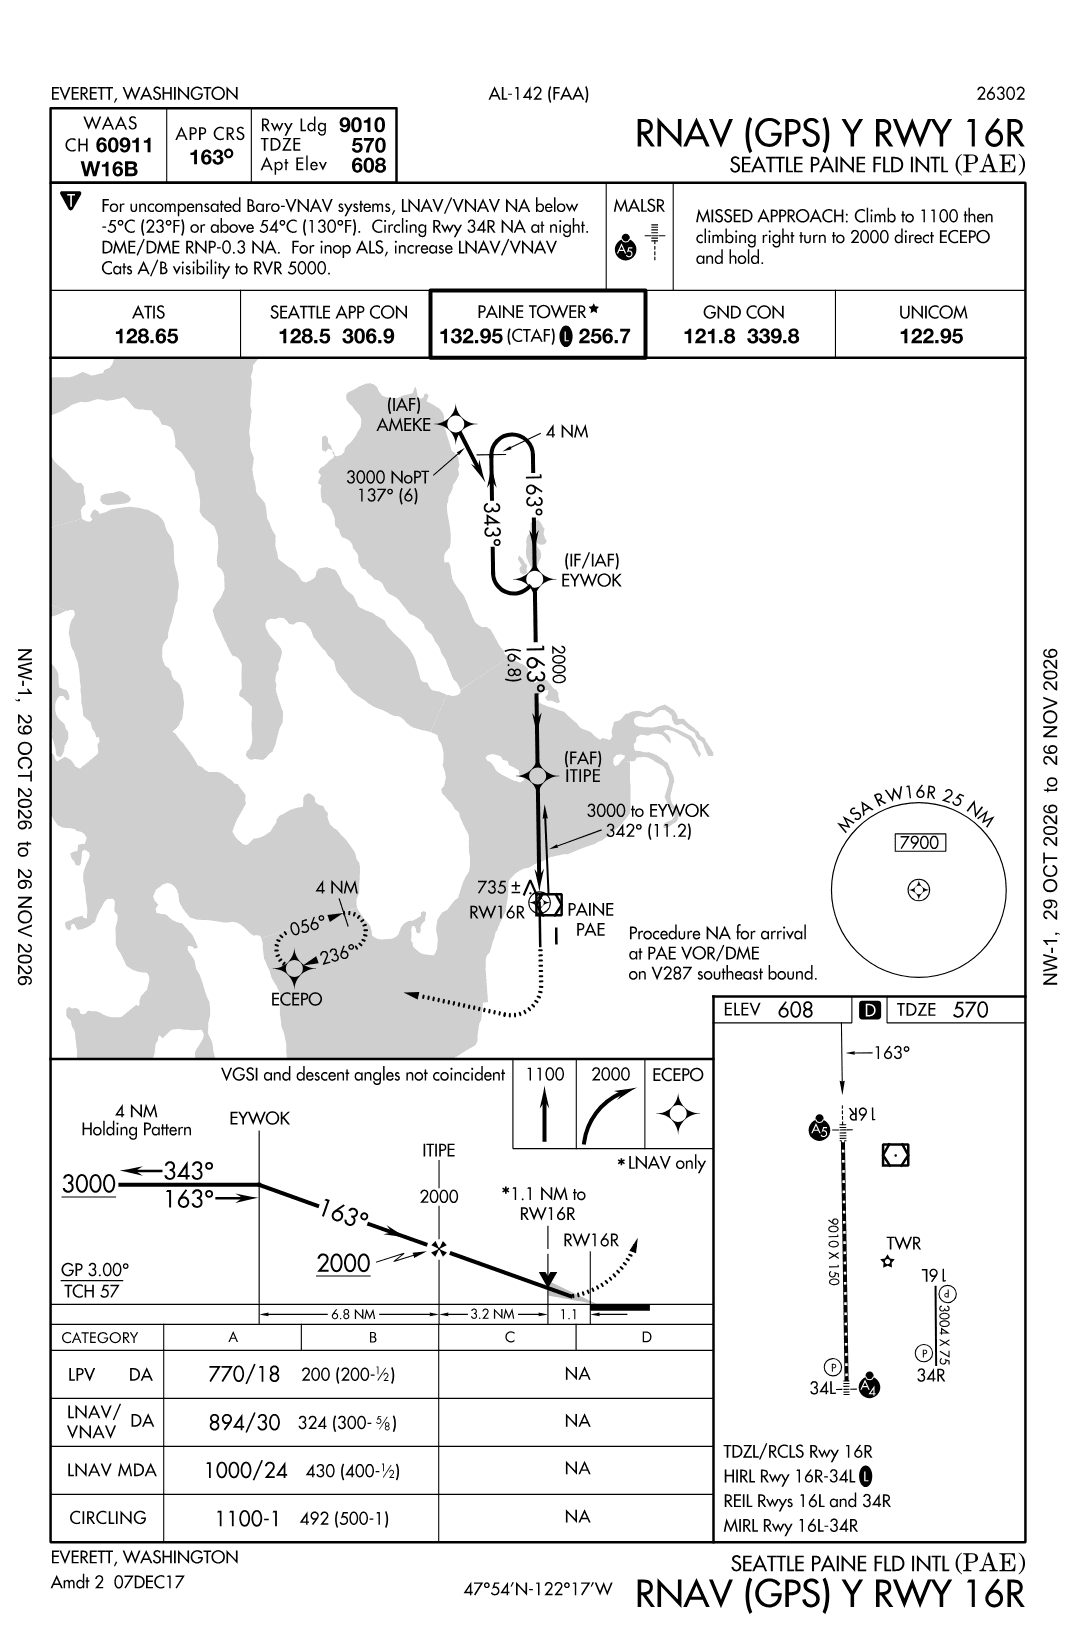 EVERETT, WASHINGTON
AL-142 (FAA)
26302
WAAS
CH 60911
W16B
APP CRS
163°
Rwy Ldg 9010
TDZE 570
Apt Elev 608
RNAV (GPS) Y RWY 16R
SEATTLE PAINE FLD INTL (PAE)
T
For uncompensated Baro-VNAV systems, LNAV/VNAV NA below
-5°C (23°F) or above 54°C (130°F). Circling Rwy 34R NA at night.
DME/DME RNP-0.3 NA. For inop ALS, increase LNAV/VNAV
Cats A/B visibility to RVR 5000.
MALSR
A5
MISSED APPROACH: Climb to 1100 then
climbing right turn to 2000 direct ECEPO
and hold.
ATIS
128.65
SEATTLE APP CON
128.5 306.9
PAINE TOWER★
132.95 (CTAF) L 256.7
GND CON
121.8 339.8
UNICOM
122.95
(IAF)
AMEKE
4 NM
3000 NoPT
137° (6)
163°
343°
(IF/IAF)
EYWOK
2000
163°
(6.8)
(FAF)
ITIPE
3000 to EYWOK
342° (11.2)
735 ±
RW16R
PAINE
PAE
4 NM
056°
236°
ECEPO
Procedure NA for arrival
at PAE VOR/DME
on V287 southeast bound.
MSA RW16R 25 NM
7900
NW-1, 29 OCT 2026 to 26 NOV 2026
NW-1, 29 OCT 2026 to 26 NOV 2026
ELEV 608
D
TDZE 570
163°
16R
A5
9010 X 150
TWR
16L
P
3004 X 75
P
34R
P
34L
A4
TDZL/RCLS Rwy 16R
HIRL Rwy 16R-34L L
REIL Rwys 16L and 34R
MIRL Rwy 16L-34R
VGSI and descent angles not coincident
1100
2000
ECEPO
4 NM
Holding Pattern
EYWOK
ITIPE
*LNAV only
3000
343°
163°
163°
2000
2000
*1.1 NM to
RW16R
RW16R
GP 3.00°
TCH 57
6.8 NM
3.2 NM
1.1
CATEGORY A B C D
LPV DA 770/18 200 (200-½) NA
LNAV/
VNAV DA 894/30 324 (300-⅝) NA
LNAV MDA 1000/24 430 (400-½) NA
CIRCLING 1100-1 492 (500-1) NA
EVERETT, WASHINGTON
Amdt 2 07DEC17
47°54´N-122°17´W
SEATTLE PAINE FLD INTL (PAE)
RNAV (GPS) Y RWY 16R